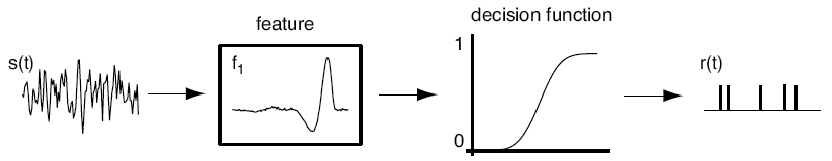 feature
decision function
s(t)
f1
1
0
r(t)